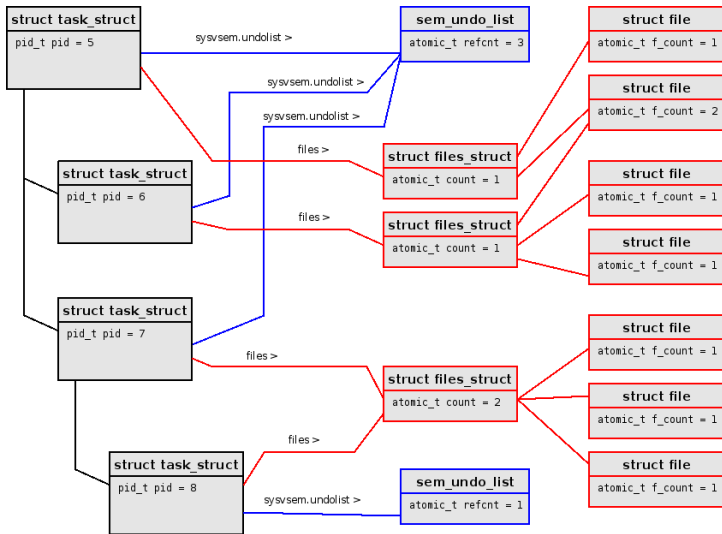 struct task_struct
pid_t pid = 5
sysvsem.undolist >
sem_undo_list
atomic_t refcnt = 3
struct file
atomic_t f_count = 1
sysvsem.undolist >
struct file
atomic_t f_count = 2
sysvsem.undolist >
files >
struct files_struct
atomic_t count = 1
struct task_struct
pid_t pid = 6
struct file
atomic_t f_count = 1
files >
struct files_struct
atomic_t count = 1
struct file
atomic_t f_count = 1
struct task_struct
pid_t pid = 7
struct file
atomic_t f_count = 1
files >
struct files_struct
atomic_t count = 2
struct file
atomic_t f_count = 1
files >
struct task_struct
pid_t pid = 8
struct file
atomic_t f_count = 1
sysvsem.undolist >
sem_undo_list
atomic_t refcnt = 1